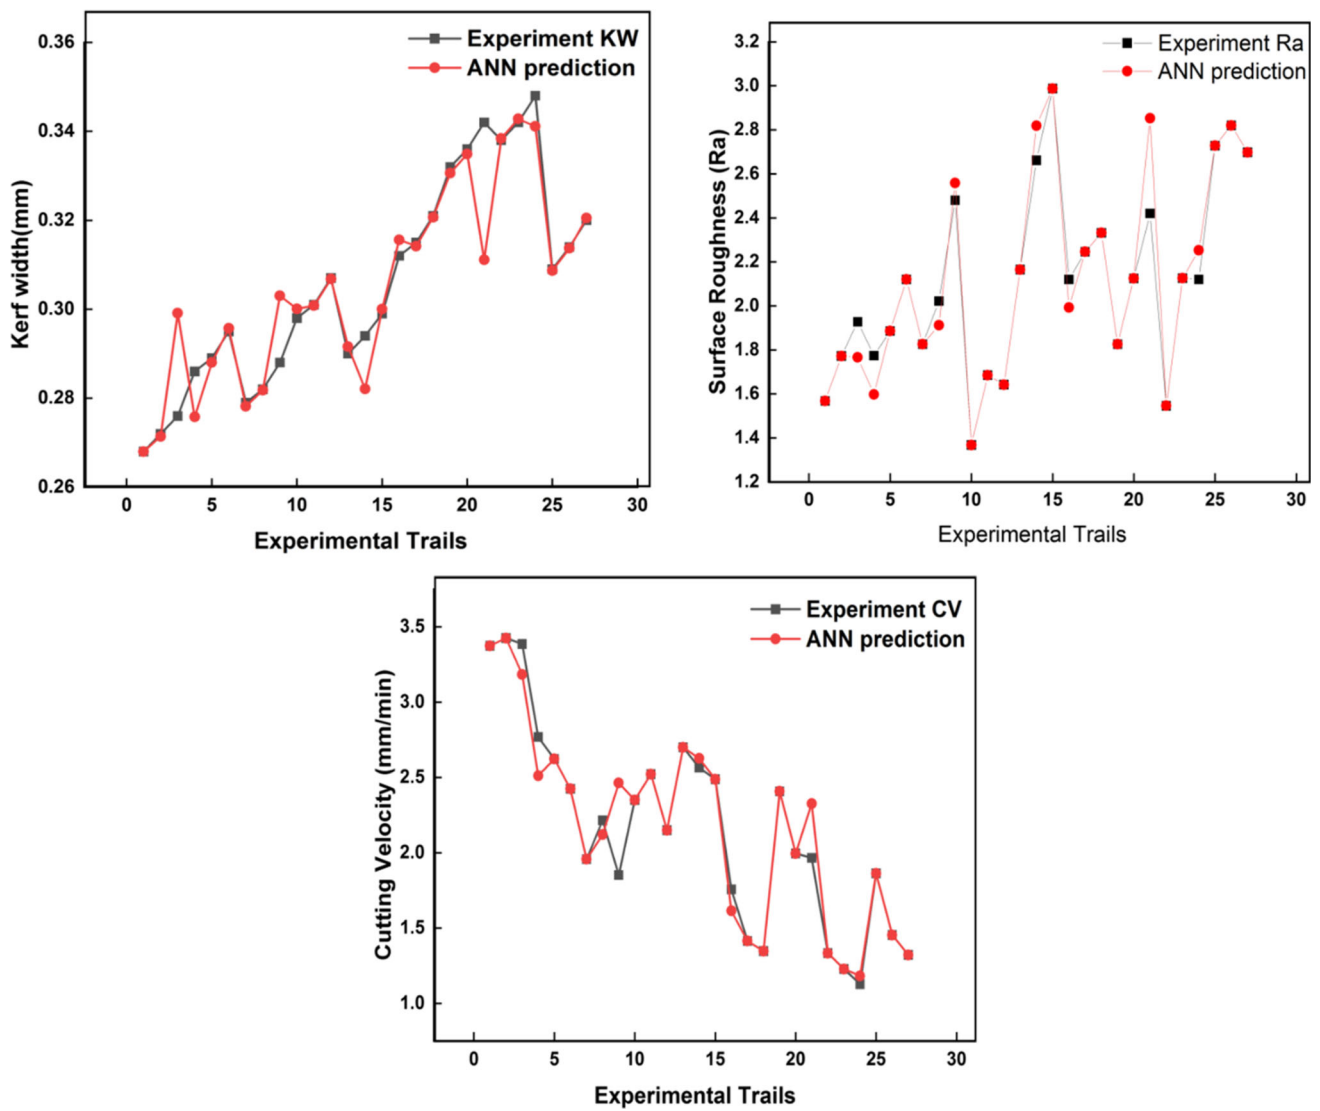 Experiment KW
ANN prediction
0.36
0.34
0.32
0.30
0.28
0.26
Kerf width(mm)
0 5 10 15 20 25 30
Experimental Trails
Experiment Ra
ANN prediction
3.2
3.0
2.8
2.6
2.4
2.2
2.0
1.8
1.6
1.4
1.2
Surface Roughness (Ra)
0 5 10 15 20 25 30
Experimental Trails
Experiment CV
ANN prediction
3.5
3.0
2.5
2.0
1.5
1.0
Cutting Velocity (mm/min)
0 5 10 15 20 25 30
Experimental Trails